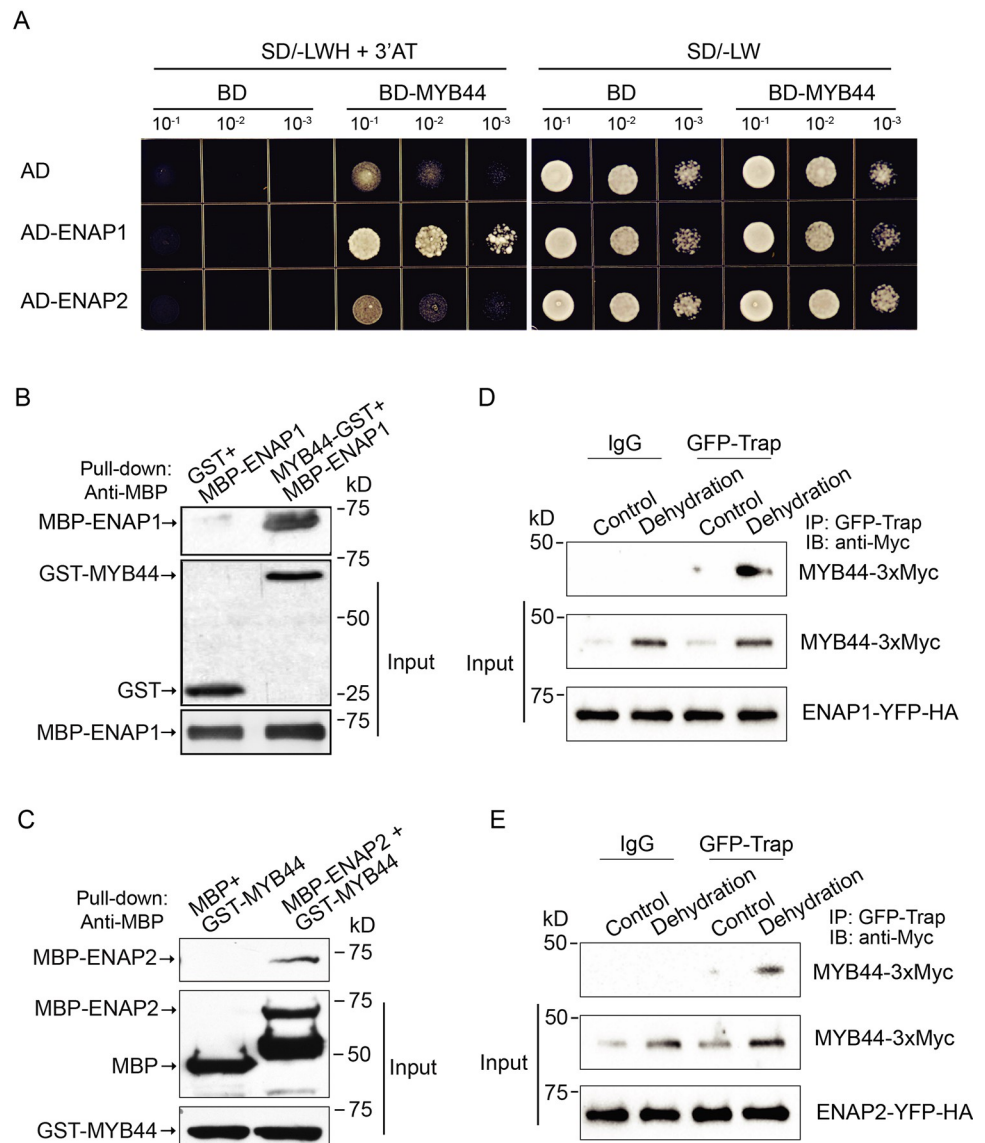 A
SD/-LWH + 3'AT
SD/-LW
BD
BD-MYB44
BD
BD-MYB44
10-1
10-2
10-3
10-1
10-2
10-3
10-1
10-2
10-3
10-1
10-2
10-3
AD
AD-ENAP1
AD-ENAP2
B
Pull-down:
Anti-MBP
GST+
MBP-ENAP1
MYB44-GST+
MBP-ENAP1
kD
MBP-ENAP1
75
GST-MYB44
75
50
GST
25
MBP-ENAP1
75
Input
D
IgG
GFP-Trap
Control
Dehydration
Control
Dehydration
kD
IP: GFP-Trap
IB: anti-Myc
50
MYB44-3xMyc
50
MYB44-3xMyc
Input
75
ENAP1-YFP-HA
C
Pull-down:
Anti-MBP
MBP+
GST-MYB44
MBP-ENAP2 +
GST-MYB44
kD
MBP-ENAP2
75
MBP-ENAP2
75
MBP
50
Input
GST-MYB44
75
E
IgG
GFP-Trap
Control
Dehydration
Control
Dehydration
kD
IP: GFP-Trap
IB: anti-Myc
50
MYB44-3xMyc
50
MYB44-3xMyc
Input
75
ENAP2-YFP-HA